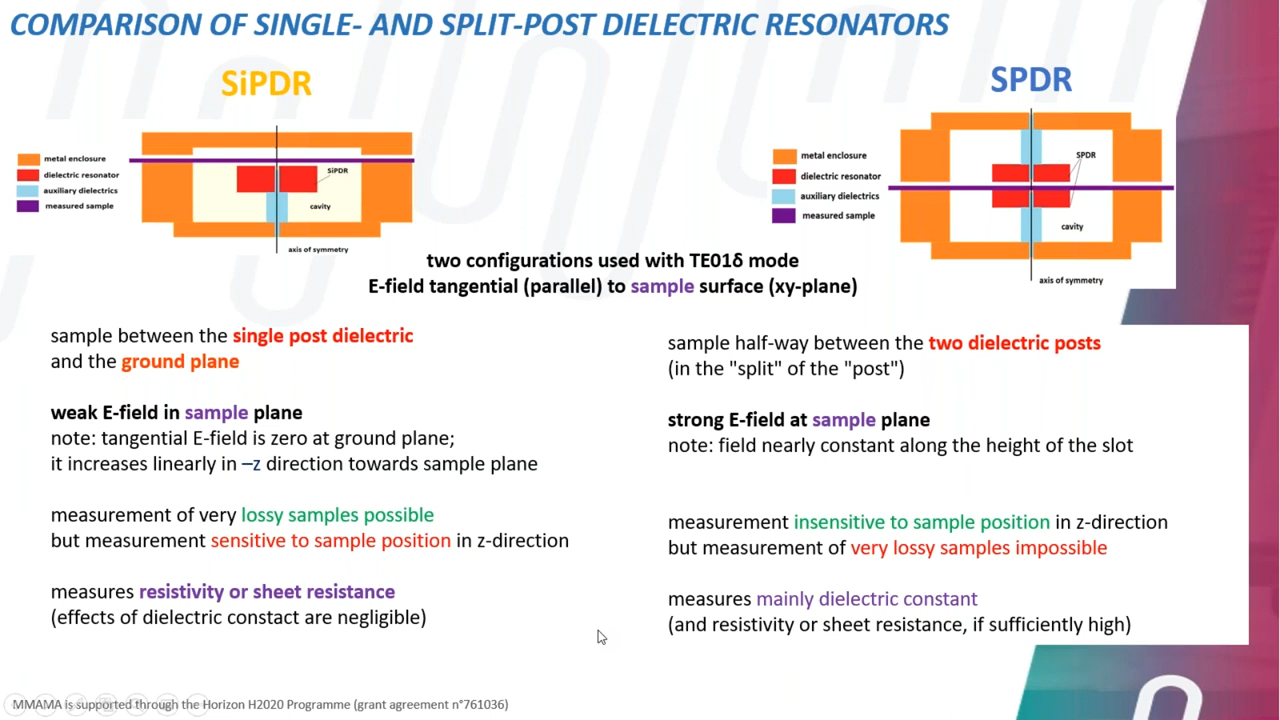 COMPARISON OF SINGLE- AND SPLIT-POST DIELECTRIC RESONATORS
SiPDR
metal enclosure
dielectric resonator
auxiliary dielectrics
measured sample
SiPDR
cavity
axis of symmetry
SPDR
metal enclosure
dielectric resonator
auxiliary dielectrics
measured sample
SPDR
cavity
axis of symmetry
two configurations used with TE01δ mode
E-field tangential (parallel) to sample surface (xy-plane)
sample between the single post dielectric
and the ground plane
weak E-field in sample plane
note: tangential E-field is zero at ground plane;
it increases linearly in –z direction towards sample plane
measurement of very lossy samples possible
but measurement sensitive to sample position in z-direction
measures resistivity or sheet resistance
(effects of dielectric constact are negligible)
sample half-way between the two dielectric posts
(in the "split" of the "post")
strong E-field at sample plane
note: field nearly constant along the height of the slot
measurement insensitive to sample position in z-direction
but measurement of very lossy samples impossible
measures mainly dielectric constant
(and resistivity or sheet resistance, if sufficiently high)
MMAMA is supported through the Horizon H2020 Programme (grant agreement n°761036)